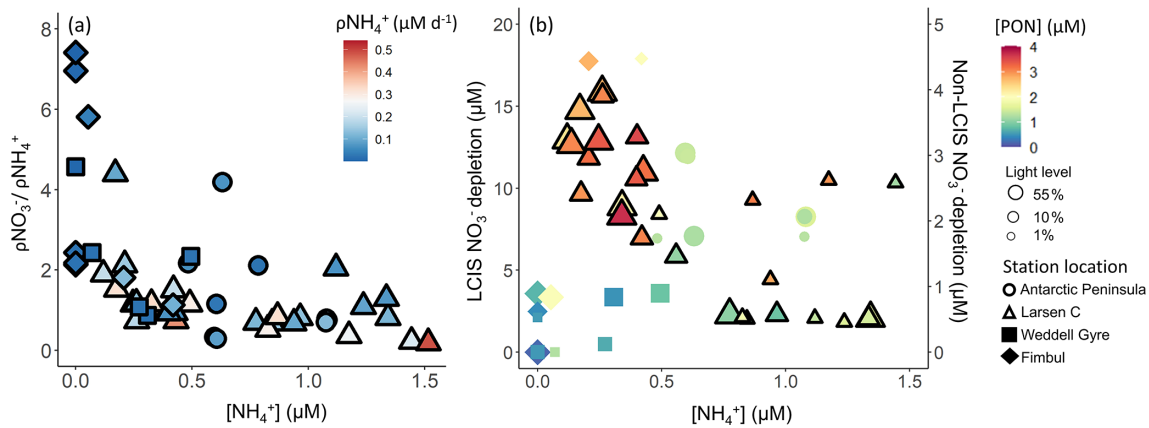 (a)
ρNH₄⁺ (µM d⁻¹)
0.5
0.4
0.3
0.2
0.1
8
6
4
2
0
ρNO₃⁻/ ρNH₄⁺
0.0
0.5
1.0
1.5
[NH₄⁺] (µM)
(b)
20
15
10
5
0
LCIS NO₃⁻ depletion (µM)
0.0
0.5
1.0
1.5
[NH₄⁺] (µM)
5
4
3
2
1
0
Non-LCIS NO₃⁻ depletion (µM)
[PON] (µM)
4
3
2
1
0
Light level
55%
10%
1%
Station location
Antarctic Peninsula
Larsen C
Weddell Gyre
Fimbul